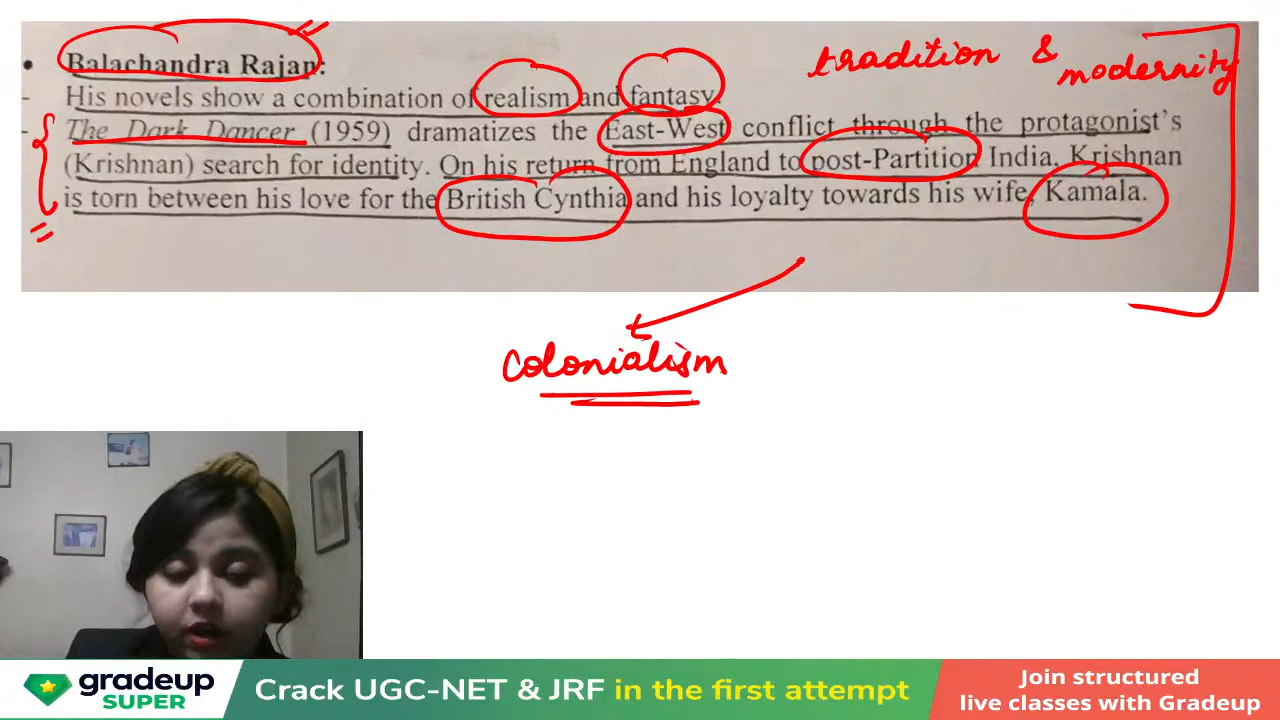 tradition &
modernity
• Balachandra Rajan:
- His novels show a combination of realism and fantasy.
- The Dark Dancer (1959) dramatizes the East-West conflict through the protagonist's
(Krishnan) search for identity. On his return from England to post-Partition India, Krishnan
is torn between his love for the British Cynthia and his loyalty towards his wife, Kamala.
colonialism
gradeup
SUPER
Crack UGC-NET & JRF in the first attempt
Join structured
live classes with Gradeup